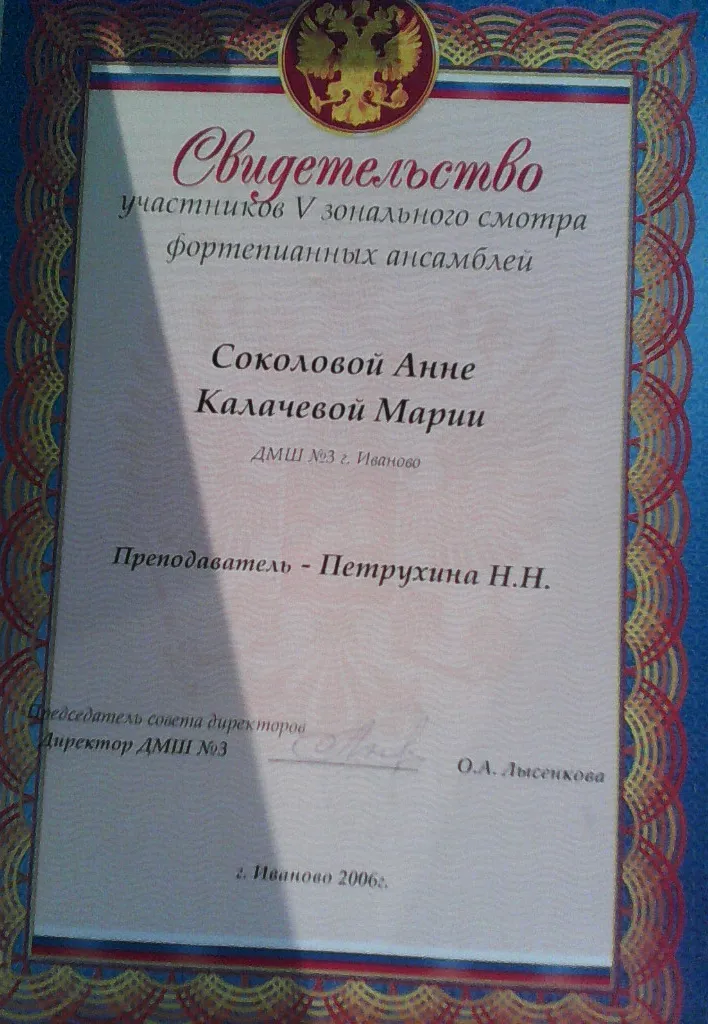 Свидетельство
участников V зонального смотра
фортепианных ансамблей
Соколовой Анне
Калачевой Марии
ДМШ №3 г. Иваново
Преподаватель - Петрухина Н.Н.
Председатель совета директоров
Директор ДМШ №3
О.А. Лысенкова
г. Иваново 2006г.